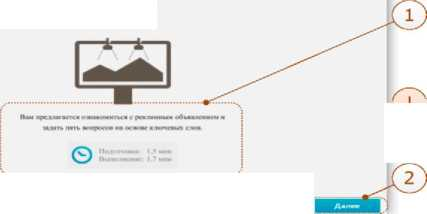 1
Вам предлагается ознакомиться с рекламным объявлением и
задать пять вопросов на основе ключевых слов.
Подготовка: 1.5 мин
Выполнение: 1.7 мин
2
Далее